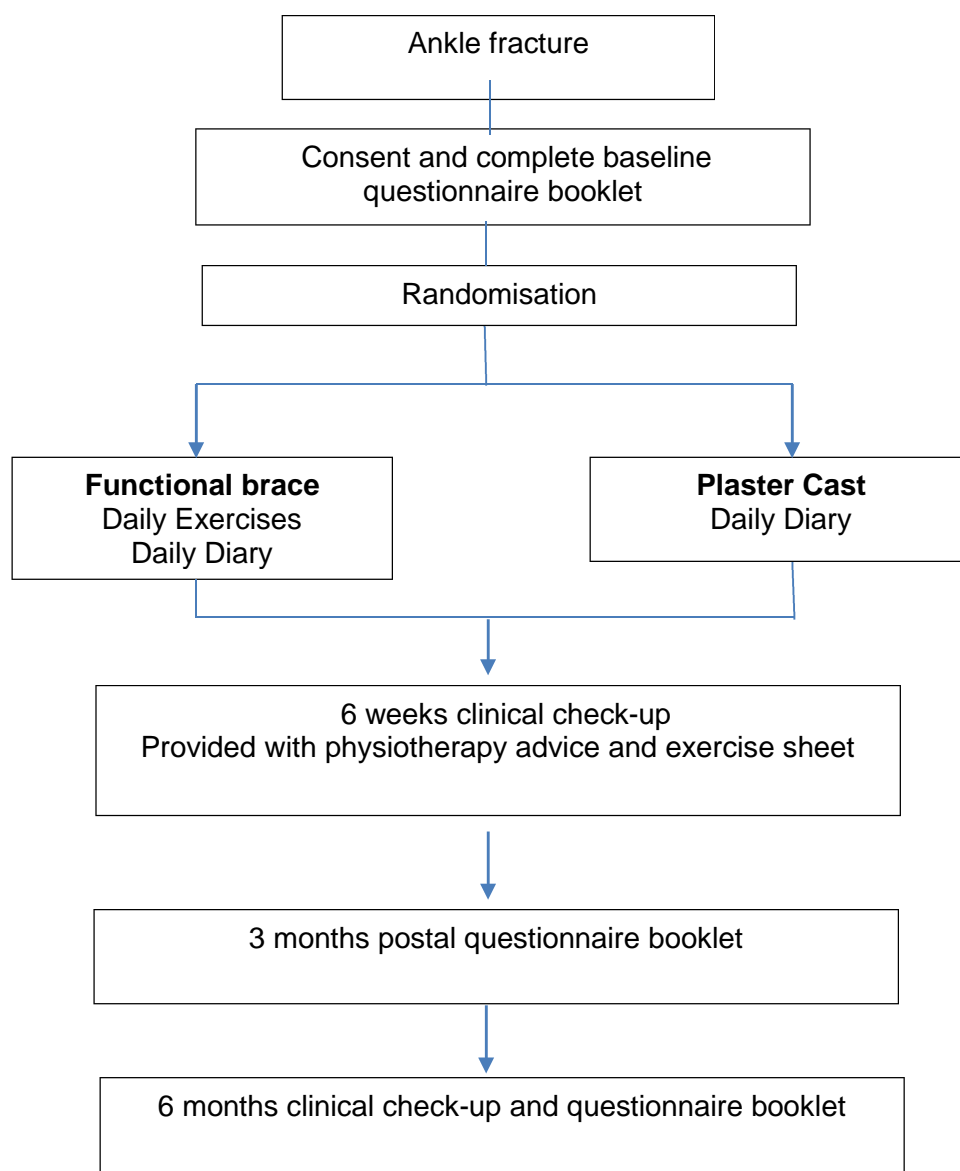 Ankle fracture
Consent and complete baseline
questionnaire booklet
Randomisation
Functional brace
Daily Exercises
Daily Diary
Plaster Cast
Daily Diary
6 weeks clinical check-up
Provided with physiotherapy advice and exercise sheet
3 months postal questionnaire booklet
6 months clinical check-up and questionnaire booklet